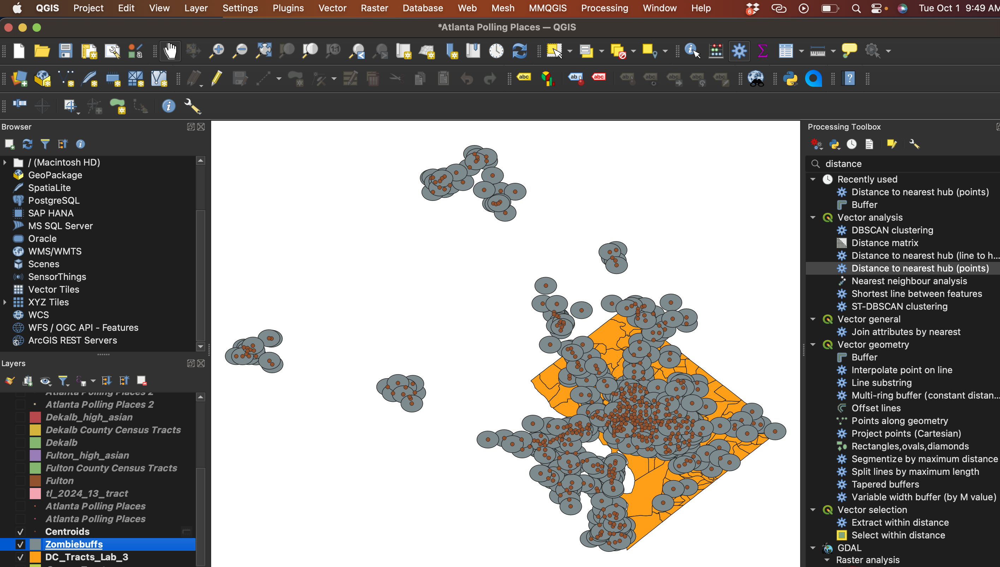 QGIS Project Edit View Layer Settings Plugins Vector Raster Database Web Mesh MMQGIS Processing Window Help 6 Tue Oct 1 9:49 AM
*Atlanta Polling Places — QGIS
Browser
/ (Macintosh HD)
GeoPackage
SpatiaLite
PostgreSQL
SAP HANA
MS SQL Server
Oracle
WMS/WMTS
Scenes
SensorThings
Vector Tiles
XYZ Tiles
WCS
WFS / OGC API - Features
ArcGIS REST Servers
Layers
Atlanta Polling Places 2
Atlanta Polling Places 2
Dekalb_high_asian
Dekalb County Census Tracts
Dekalb
Fulton_high_asian
Fulton County Census Tracts
Fulton
tl_2024_13_tract
Atlanta Polling Places
Atlanta Polling Places
Centroids
Zombiebuffs
DC_Tracts_Lab_3
Processing Toolbox
distance
Recently used
Distance to nearest hub (points)
Buffer
Vector analysis
DBSCAN clustering
Distance matrix
Distance to nearest hub (line to h...
Distance to nearest hub (points)
Nearest neighbour analysis
Shortest line between features
ST-DBSCAN clustering
Vector general
Join attributes by nearest
Vector geometry
Buffer
Interpolate point on line
Line substring
Multi-ring buffer (constant distan...
Offset lines
Points along geometry
Project points (Cartesian)
Rectangles,ovals,diamonds
Segmentize by maximum distance
Split lines by maximum length
Tapered buffers
Variable width buffer (by M value)
Vector selection
Extract within distance
Select within distance
GDAL
Raster analysis